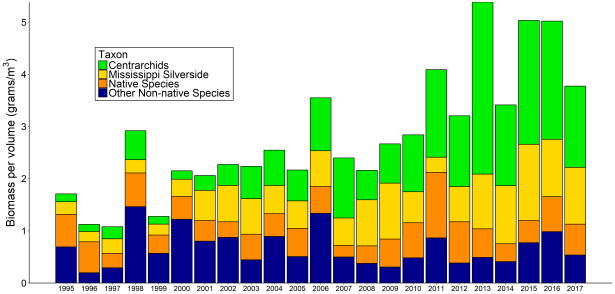 Biomass per volume (grams/m³)
5
4
3
2
1
0
Taxon
Centrarchids
Mississippi Silverside
Native Species
Other Non-native Species
1995 1996 1997 1998 1999 2000 2001 2002 2003 2004 2005 2006 2007 2008 2009 2010 2011 2012 2013 2014 2015 2016 2017